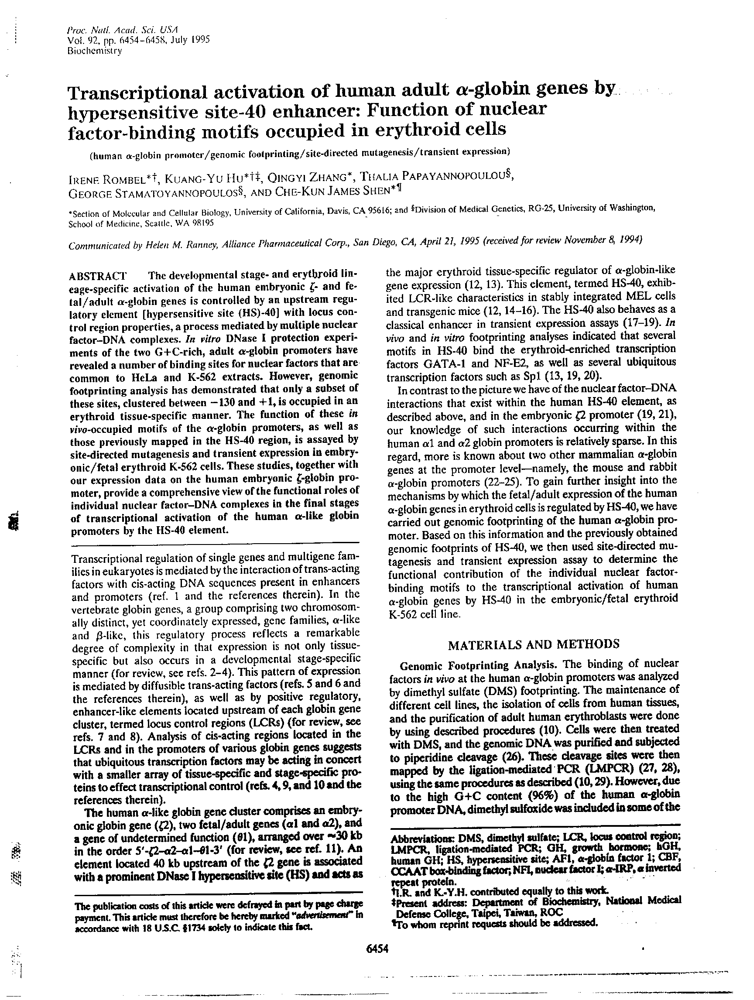 Proc. Natl. Acad. Sci. USA
Vol. 92, pp. 6454-6458, July 1995
Biochemistry
Transcriptional activation of human adult α-globin genes by
hypersensitive site-40 enhancer: Function of nuclear
factor-binding motifs occupied in erythroid cells
(human α-globin promoter/genomic footprinting/site-directed mutagenesis/transient expression)
IRENE ROMBEL*†, KUANG-YU HU*†‡, QINGYI ZHANG*, THALIA PAPAYANNOPOULOU§,
GEORGE STAMATOYANNOPOULOS§, AND CHE-KUN JAMES SHEN*¶
*Section of Molecular and Cellular Biology, University of California, Davis, CA 95616; and §Division of Medical Genetics, RG-25, University of Washington,
School of Medicine, Seattle, WA 98195
Communicated by Helen M. Ranney, Alliance Pharmaceutical Corp., San Diego, CA, April 21, 1995 (received for review November 8, 1994)
ABSTRACT The developmental stage- and erythroid lin-
eage-specific activation of the human embryonic ζ- and fe-
tal/adult α-globin genes is controlled by an upstream regu-
latory element [hypersensitive site (HS)-40] with locus con-
trol region properties, a process mediated by multiple nuclear
factor–DNA complexes. In vitro DNase I protection experi-
ments of the two G+C-rich, adult α-globin promoters have
revealed a number of binding sites for nuclear factors that are
common to HeLa and K-562 extracts. However, genomic
footprinting analysis has demonstrated that only a subset of
these sites, clustered between −130 and +1, is occupied in an
erythroid tissue-specific manner. The function of these in
vivo-occupied motifs of the α-globin promoters, as well as
those previously mapped in the HS-40 region, is assayed by
site-directed mutagenesis and transient expression in embry-
onic/fetal erythroid K-562 cells. These studies, together with
our expression data on the human embryonic ζ-globin pro-
moter, provide a comprehensive view of the functional roles of
individual nuclear factor–DNA complexes in the final stages
of transcriptional activation of the human α-like globin
promoters by the HS-40 element.
Transcriptional regulation of single genes and multigene fam-
ilies in eukaryotes is mediated by the interaction of trans-acting
factors with cis-acting DNA sequences present in enhancers
and promoters (ref. 1 and the references therein). In the
vertebrate globin genes, a group comprising two chromosom-
ally distinct, yet coordinately expressed, gene families, α-like
and β-like, this regulatory process reflects a remarkable
degree of complexity in that expression is not only tissue-
specific but also occurs in a developmental stage-specific
manner (for review, see refs. 2–4). This pattern of expression
is mediated by diffusible trans-acting factors (refs. 5 and 6 and
the references therein), as well as by positive regulatory,
enhancer-like elements located upstream of each globin gene
cluster, termed locus control regions (LCRs) (for review, see
refs. 7 and 8). Analysis of cis-acting regions located in the
LCRs and in the promoters of various globin genes suggests
that ubiquitous transcription factors may be acting in concert
with a smaller array of tissue-specific and stage-specific pro-
teins to effect transcriptional control (refs. 4, 9, and 10 and the
references therein).
The human α-like globin gene cluster comprises an embry-
onic globin gene (ζ2), two fetal/adult genes (α1 and α2), and
a gene of undetermined function (θ1), arranged over ≈30 kb
in the order 5'-ζ2–α2–α1–θ1-3' (for review, see ref. 11). An
element located 40 kb upstream of the ζ2 gene is associated
with a prominent DNase I hypersensitive site (HS) and acts as
The publication costs of this article were defrayed in part by page charge
payment. This article must therefore be hereby marked "advertisement" in
accordance with 18 U.S.C. §1734 solely to indicate this fact.
the major erythroid tissue-specific regulator of α-globin-like
gene expression (12, 13). This element, termed HS-40, exhib-
ited LCR-like characteristics in stably integrated MEL cells
and transgenic mice (12, 14–16). The HS-40 also behaves as a
classical enhancer in transient expression assays (17–19). In
vivo and in vitro footprinting analyses indicated that several
motifs in HS-40 bind the erythroid-enriched transcription
factors GATA-1 and NF-E2, as well as several ubiquitous
transcription factors such as Sp1 (13, 19, 20).
In contrast to the picture we have of the nuclear factor–DNA
interactions that exist within the human HS-40 element, as
described above, and in the embryonic ζ2 promoter (19, 21),
our knowledge of such interactions occurring within the
human α1 and α2 globin promoters is relatively sparse. In this
regard, more is known about two other mammalian α-globin
genes at the promoter level—namely, the mouse and rabbit
α-globin promoters (22–25). To gain further insight into the
mechanisms by which the fetal/adult expression of the human
α-globin genes in erythroid cells is regulated by HS-40, we have
carried out genomic footprinting of the human α-globin pro-
moter. Based on this information and the previously obtained
genomic footprints of HS-40, we then used site-directed mu-
tagenesis and transient expression assay to determine the
functional contribution of the individual nuclear factor-
binding motifs to the transcriptional activation of human
α-globin genes by HS-40 in the embryonic/fetal erythroid
K-562 cell line.
MATERIALS AND METHODS
Genomic Footprinting Analysis. The binding of nuclear
factors in vivo at the human α-globin promoters was analyzed
by dimethyl sulfate (DMS) footprinting. The maintenance of
different cell lines, the isolation of cells from human tissues,
and the purification of adult human erythroblasts were done
by using described procedures (10). Cells were then treated
with DMS, and the genomic DNA was purified and subjected
to piperidine cleavage (26). These cleavage sites were then
mapped by the ligation-mediated PCR (LMPCR) (27, 28),
using the same procedures as described (10, 29). However, due
to the high G+C content (96%) of the human α-globin
promoter DNA, dimethyl sulfoxide was included in some of the
Abbreviations: DMS, dimethyl sulfate; LCR, locus control region;
LMPCR, ligation-mediated PCR; GH, growth hormone; hGH,
human GH; HS, hypersensitive site; AF1, α-globin factor 1; CBF,
CCAAT box-binding factor; NFI, nuclear factor I; α-IRP, α inverted
repeat protein.
†I.R. and K.-Y.H. contributed equally to this work.
‡Present address: Department of Biochemistry, National Medical
Defense College, Taipei, Taiwan, ROC
¶To whom reprint requests should be addressed.
6454